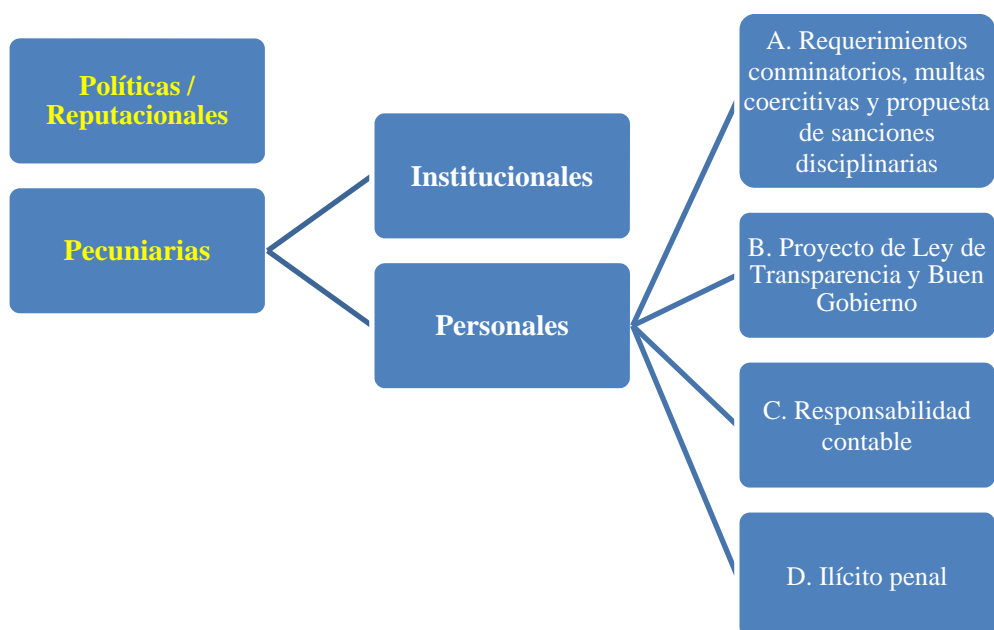 Políticas /
Reputacionales
Pecuniarias
Institucionales
Personales
A. Requerimientos
conminatorios, multas
coercitivas y propuesta
de sanciones
disciplinarias
B. Proyecto de Ley de
Transparencia y Buen
Gobierno
C. Responsabilidad
contable
D. Ilícito penal